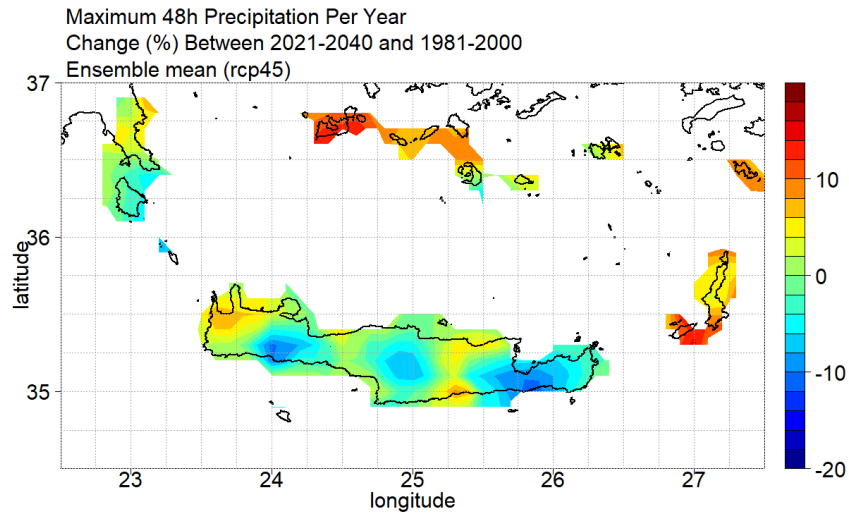 Maximum 48h Precipitation Per Year
Change (%) Between 2021-2040 and 1981-2000
Ensemble mean (rcp45)
37
36
35
latitude
23
24
25
26
27
longitude
10
0
-10
-20